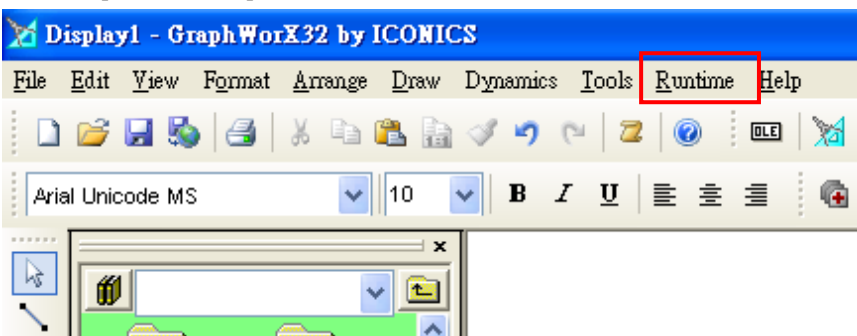 Display1 - GraphWorX32 by ICONICS
File Edit View Format Arrange Draw Dynamics Tools Runtime Help
OLE
Arial Unicode MS 10 B I U
x